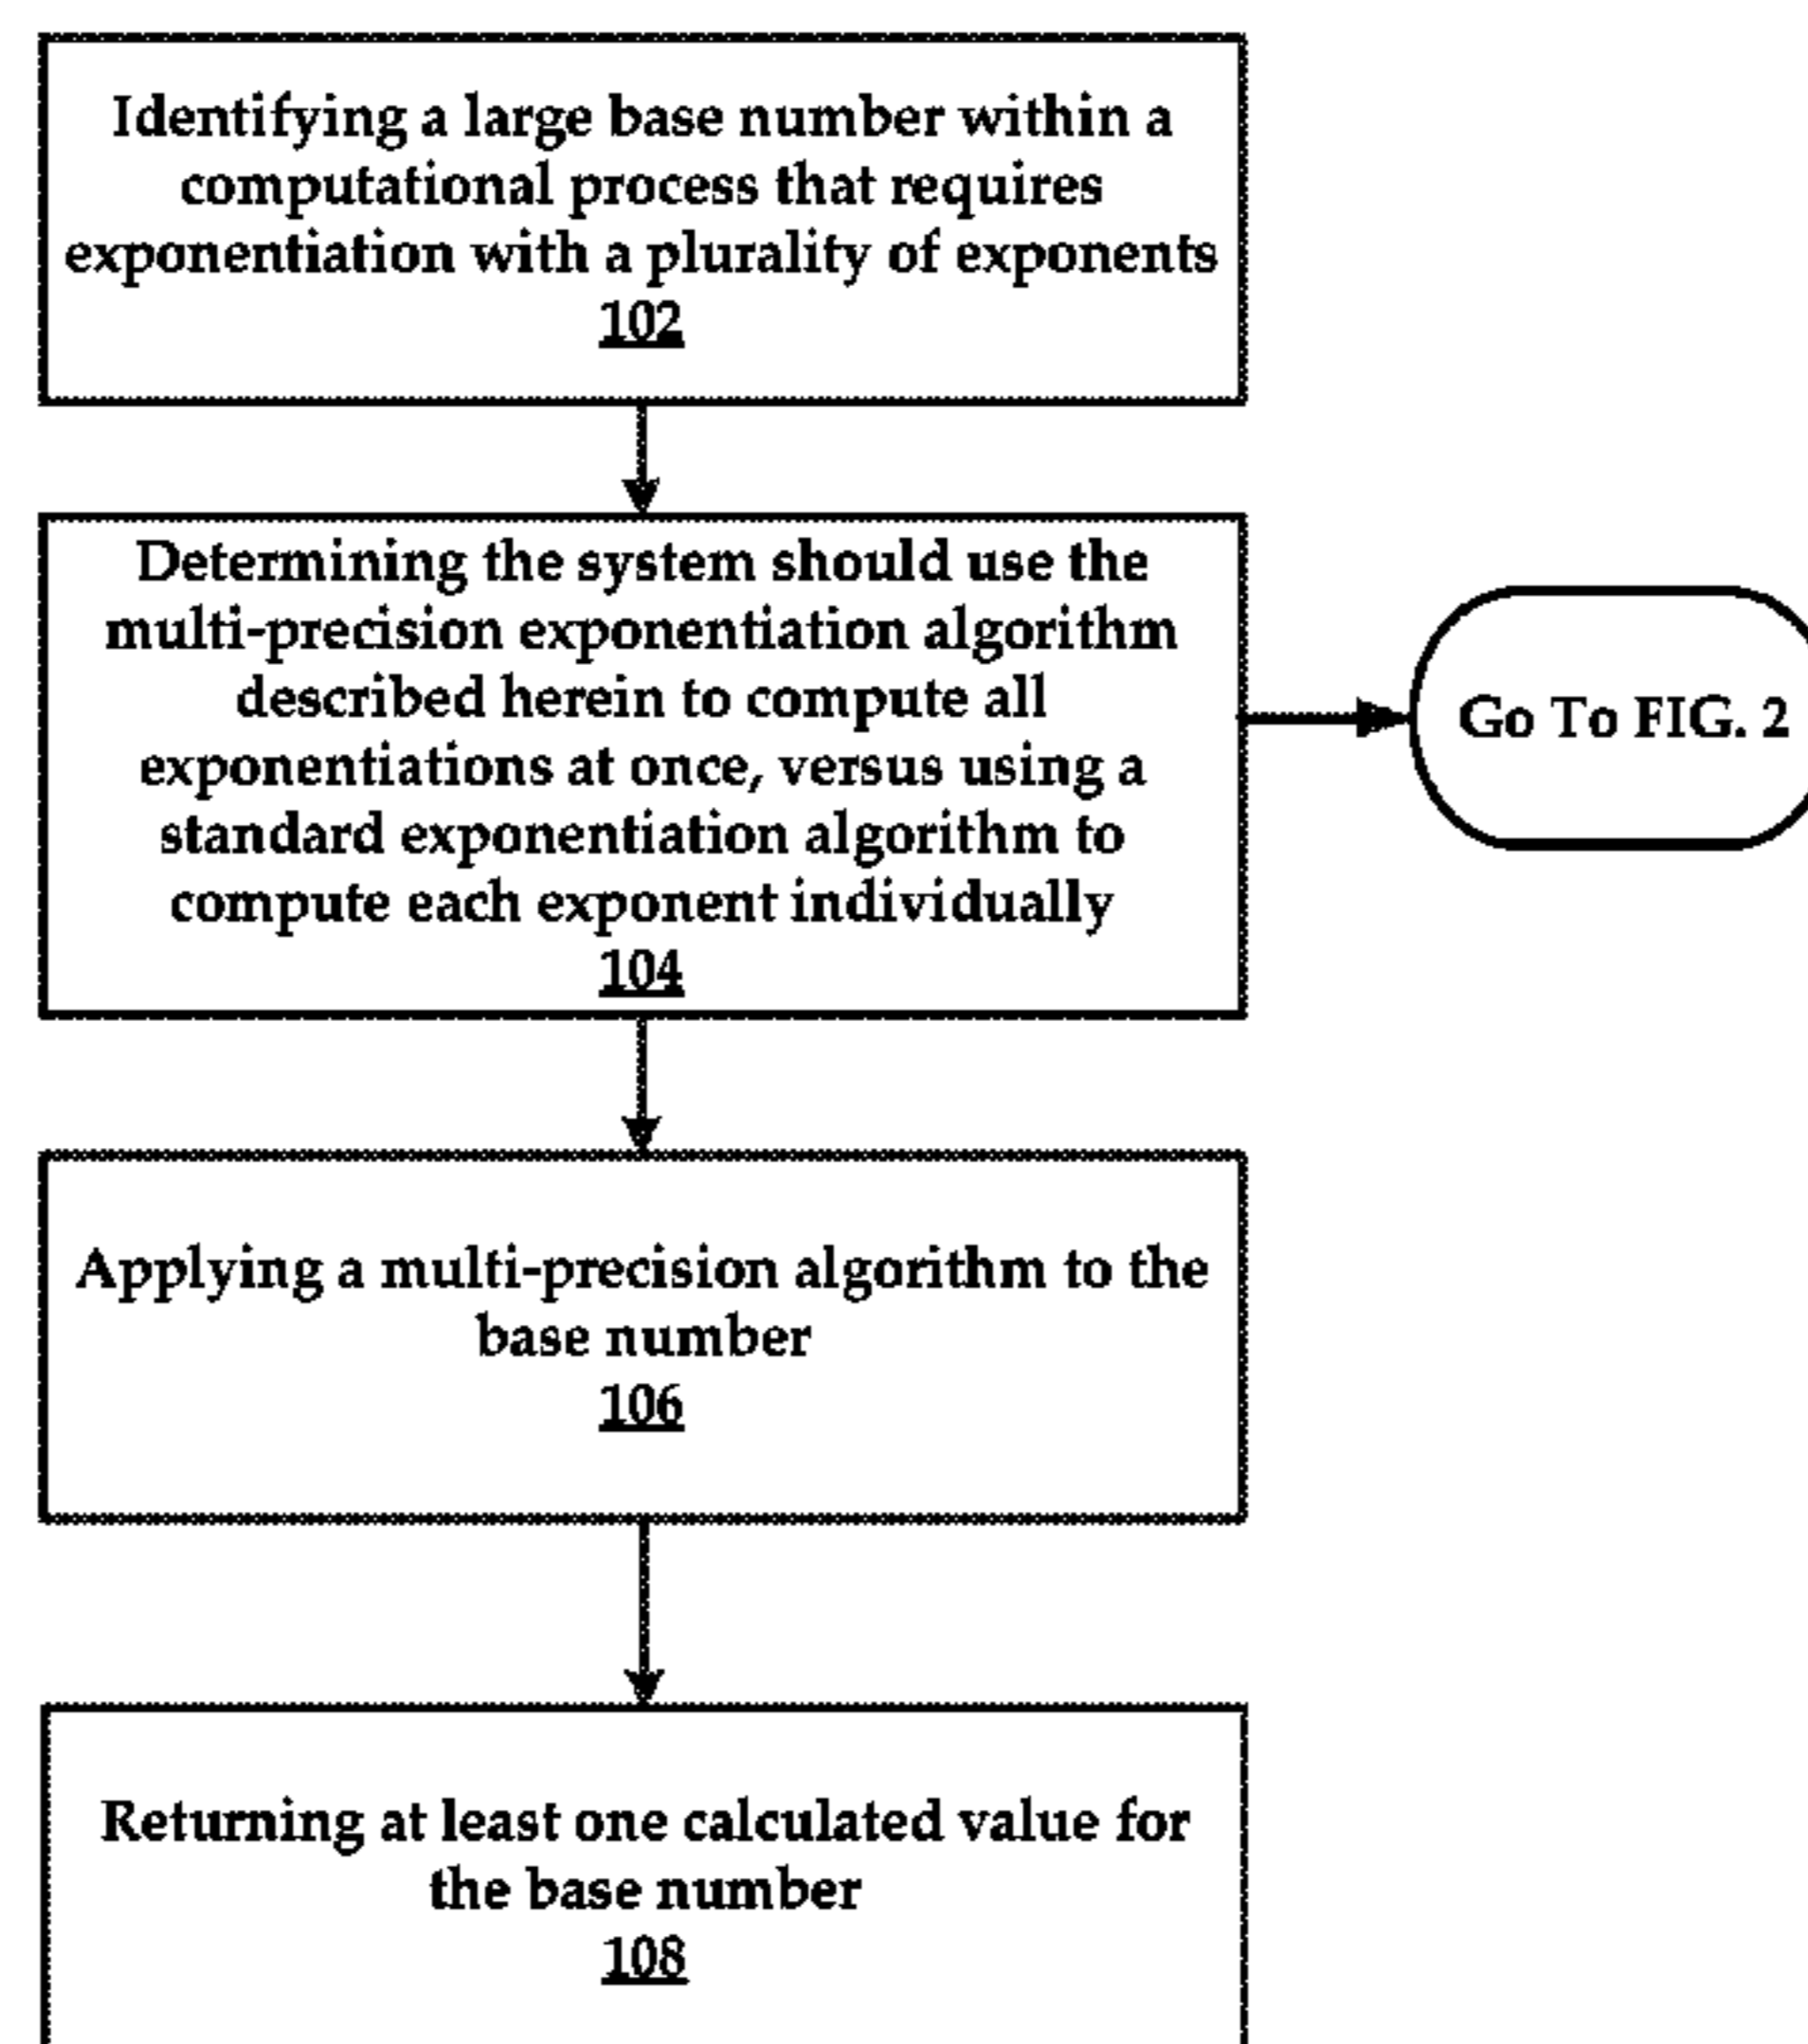 Identifying a large base number within a
computational process that requires
exponentiation with a plurality of exponents
102
Determining the system should use the
multi-precision exponentiation algorithm
described herein to compute all
exponentiations at once, versus using a
standard exponentiation algorithm to
compute each exponent individually
104
Go To FIG. 2
Applying a multi-precision algorithm to the
base number
106
Returning at least one calculated value for
the base number
108